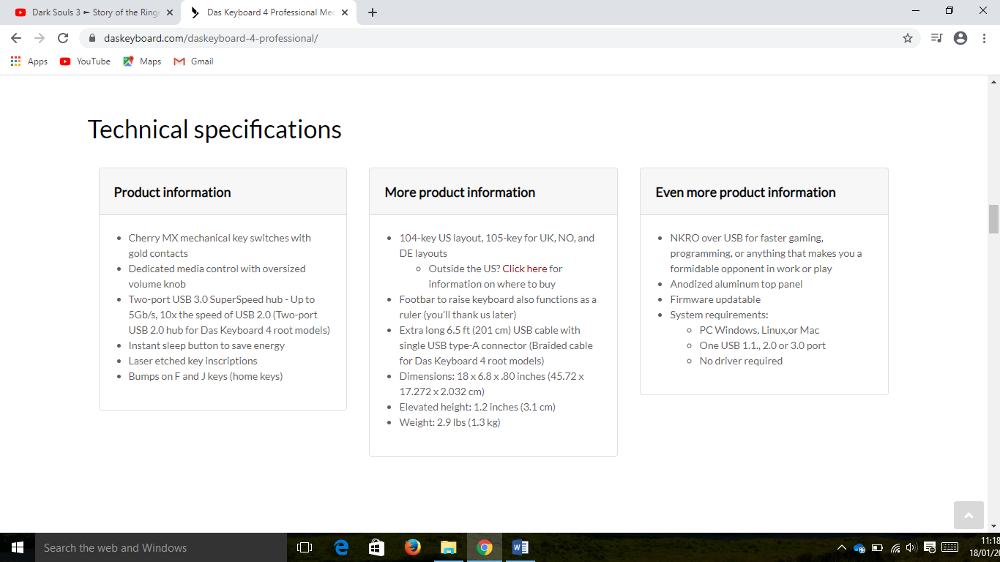 Dark Souls 3 ► Story of the Ringe
Das Keyboard 4 Professional Mec
daskeyboard.com/daskeyboard-4-professional/
Apps
YouTube
Maps
Gmail
Technical specifications
Product information
Cherry MX mechanical key switches with
gold contacts
Dedicated media control with oversized
volume knob
Two-port USB 3.0 SuperSpeed hub - Up to
5Gb/s, 10x the speed of USB 2.0 (Two-port
USB 2.0 hub for Das Keyboard 4 root models)
Instant sleep button to save energy
Laser etched key inscriptions
Bumps on F and J keys (home keys)
More product information
104-key US layout, 105-key for UK, NO, and
DE layouts
Outside the US? Click here for
information on where to buy
Footbar to raise keyboard also functions as a
ruler (you'll thank us later)
Extra long 6.5 ft (201 cm) USB cable with
single USB type-A connector (Braided cable
for Das Keyboard 4 root models)
Dimensions: 18 x 6.8 x .80 inches (45.72 x
17.272 x 2.032 cm)
Elevated height: 1.2 inches (3.1 cm)
Weight: 2.9 lbs (1.3 kg)
Even more product information
NKRO over USB for faster gaming,
programming, or anything that makes you a
formidable opponent in work or play
Anodized aluminum top panel
Firmware updatable
System requirements:
PC Windows, Linux,or Mac
One USB 1.1., 2.0 or 3.0 port
No driver required
Search the web and Windows
11:18
18/01/20